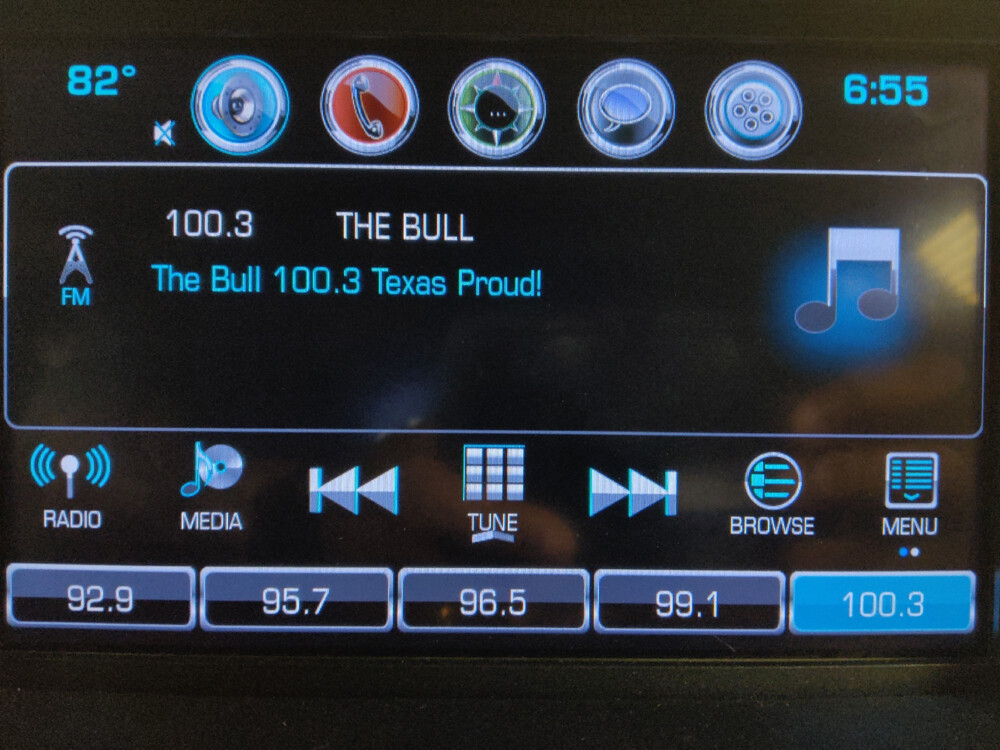 82° 6:55
100.3 THE BULL
The Bull 100.3 Texas Proud!
FM
RADIO MEDIA TUNE BROWSE MENU
92.9 95.7 96.5 99.1 100.3